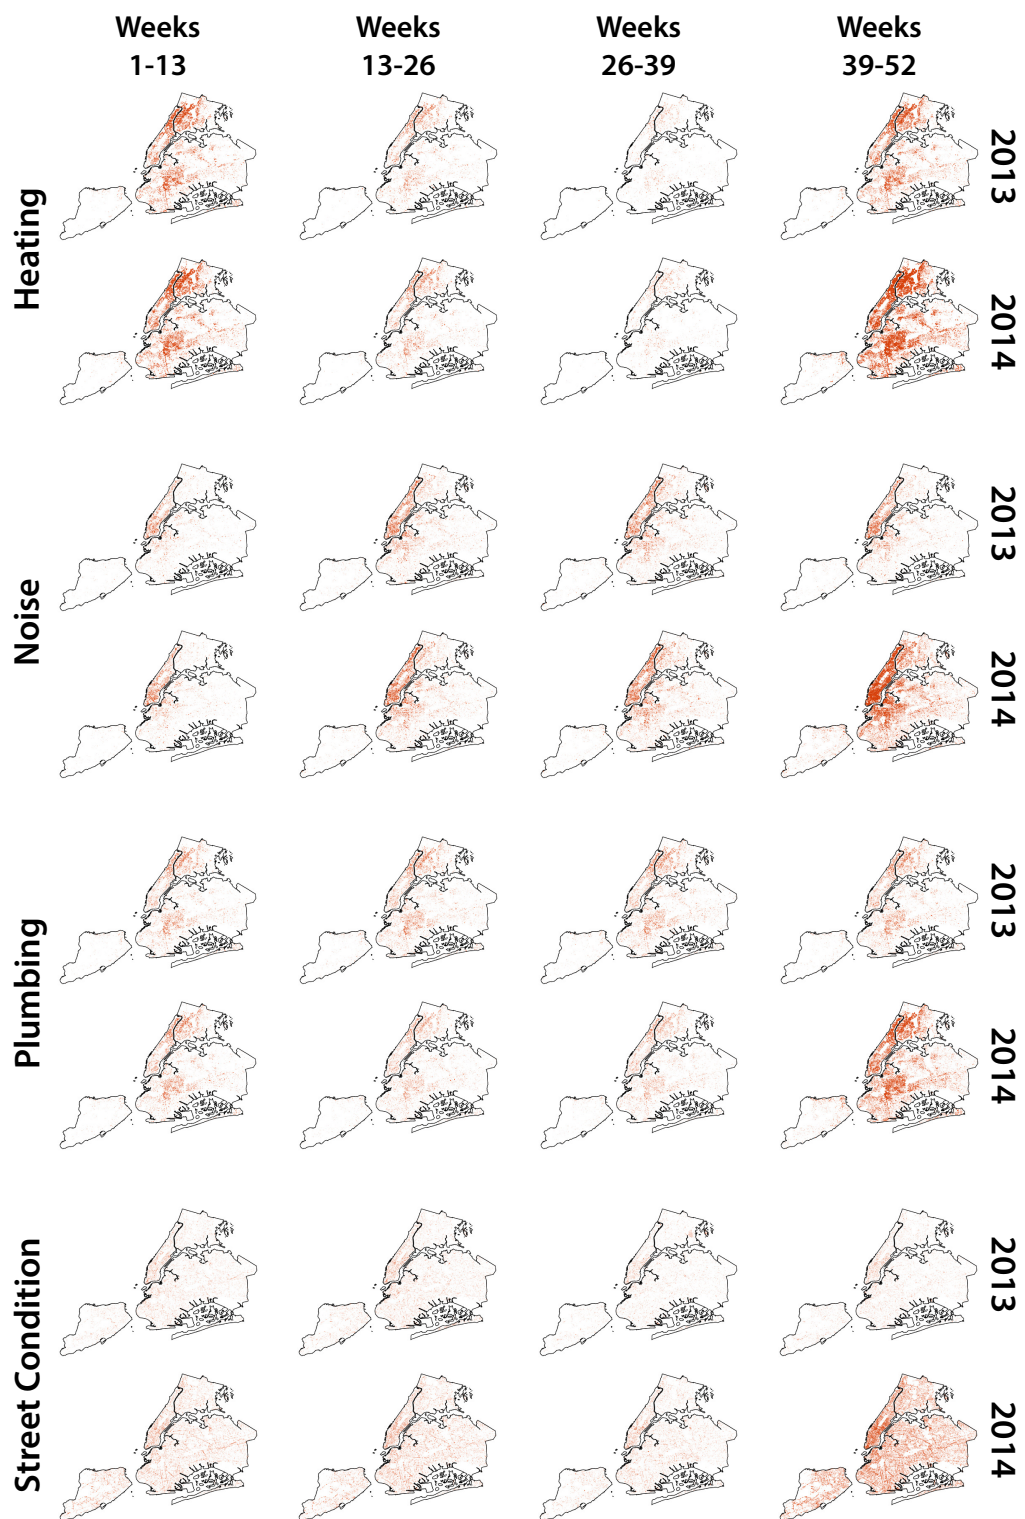 Weeks Weeks Weeks Weeks
1-13 13-26 26-39 39-52
Heating
2013
2014
Noise
2013
2014
Plumbing
2013
2014
Street Condition
2013
2014